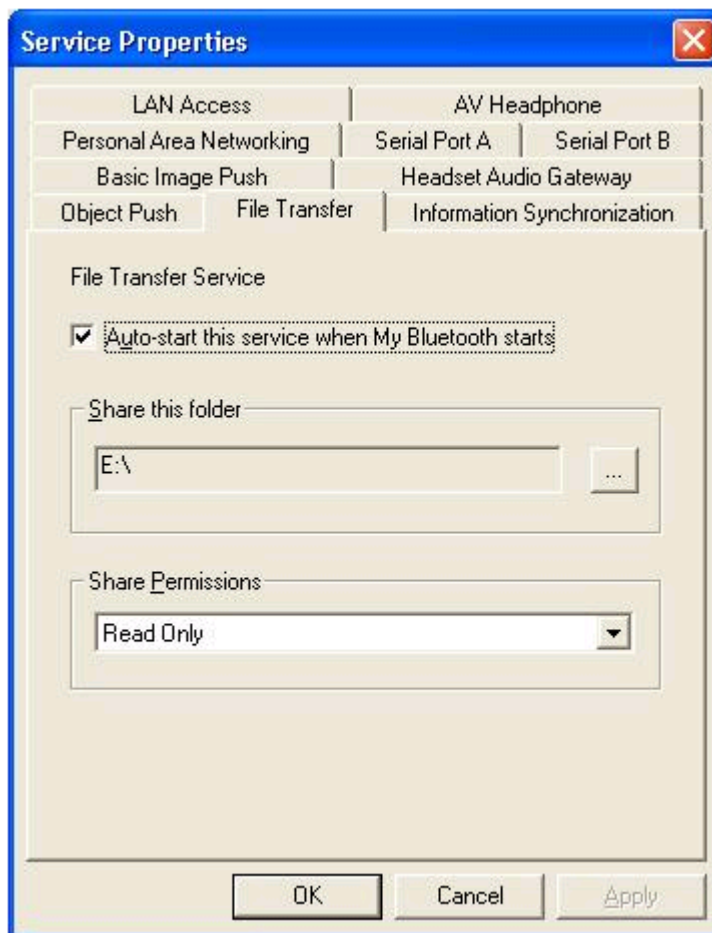 Service Properties
LAN Access AV Headphone
Personal Area Networking Serial Port A Serial Port B
Basic Image Push Headset Audio Gateway
Object Push File Transfer Information Synchronization
File Transfer Service
Auto-start this service when My Bluetooth starts
Share this folder
E:\
...
Share Permissions
Read Only
OK Cancel Apply